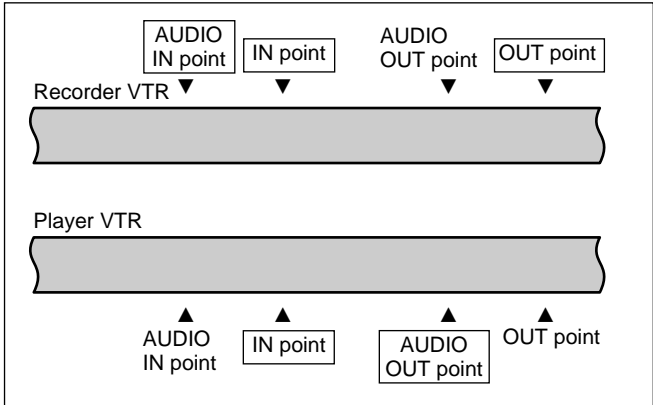 AUDIO
IN point
IN point
AUDIO
OUT point
OUT point
Recorder VTR
Player VTR
AUDIO
IN point
IN point
AUDIO
OUT point
OUT point